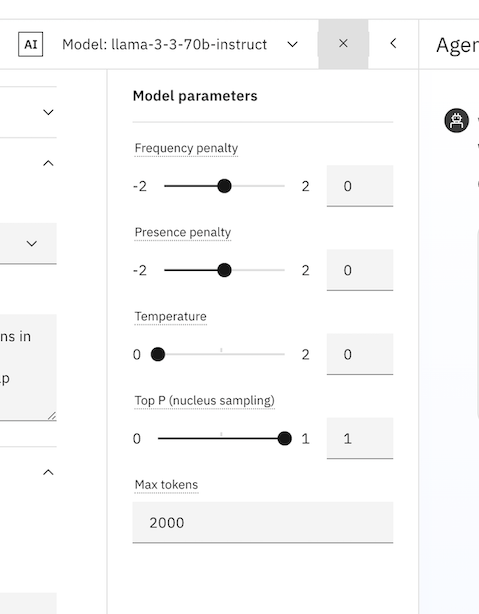 AI Model: llama-3-3-70b-instruct
Agen
Model parameters
Frequency penalty
-2 2 0
Presence penalty
-2 2 0
Temperature
0 2 0
ns in
Top P (nucleus sampling)
0 1 1
Max tokens
2000